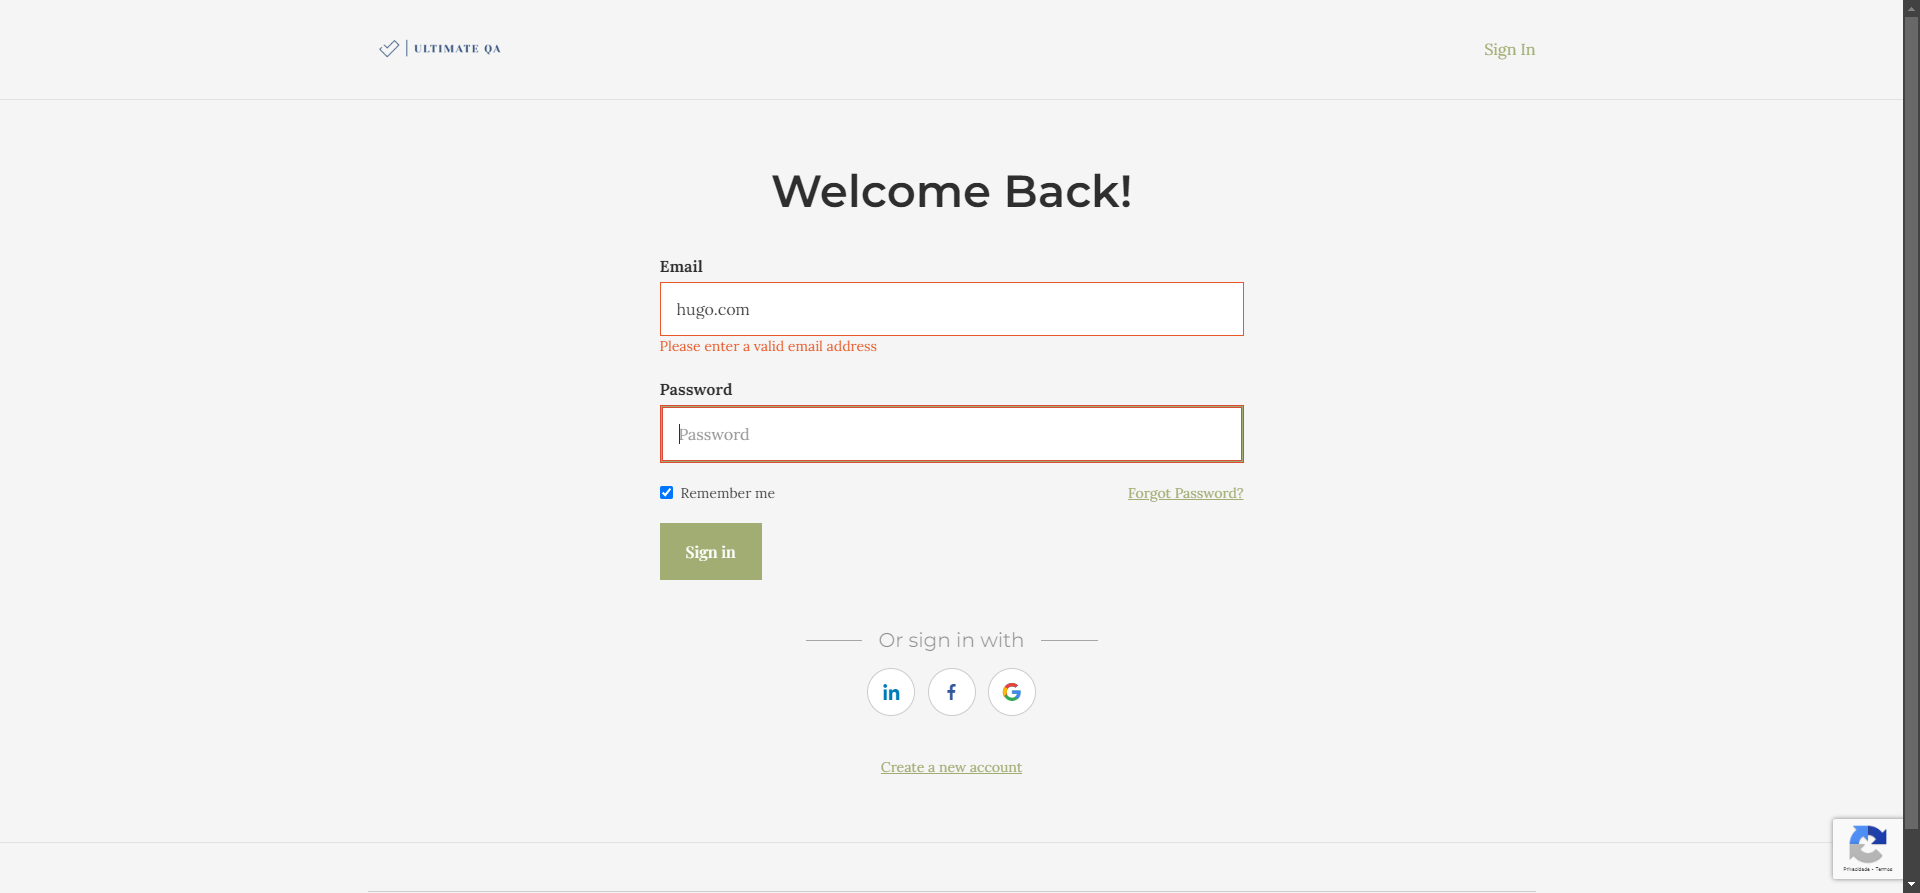 ULTIMATE QA
Sign In
Welcome Back!
Email
hugo.com
Please enter a valid email address
Password
Password
Remember me
Forgot Password?
Sign in
Or sign in with
in
f
G
Create a new account
Privacidade - Termos